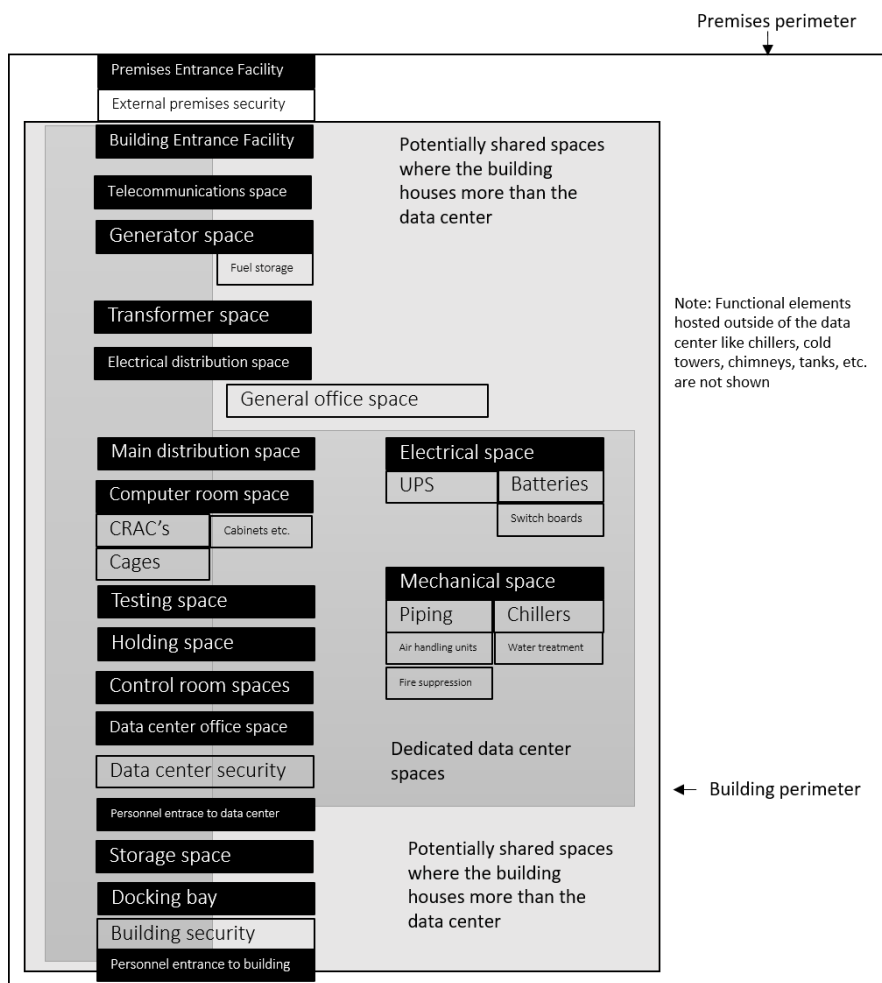 Premises perimeter
Premises Entrance Facility
External premises security
Building Entrance Facility
Potentially shared spaces
where the building
houses more than the
data center
Telecommunications space
Generator space
Fuel storage
Note: Functional elements
hosted outside of the data
center like chillers, cold
towers, chimneys, tanks, etc.
are not shown
Transformer space
Electrical distribution space
General office space
Main distribution space
Computer room space
CRAC's
Cabinets etc.
Cages
Electrical space
UPS
Batteries
Switch boards
Testing space
Holding space
Control room spaces
Data center office space
Data center security
Personnel entrace to data center
Mechanical space
Piping
Chillers
Air handling units
Water treatment
Fire suppression
Dedicated data center
spaces
Building perimeter
Storage space
Docking bay
Building security
Personnel entrance to building
Potentially shared spaces
where the building
houses more than the
data center